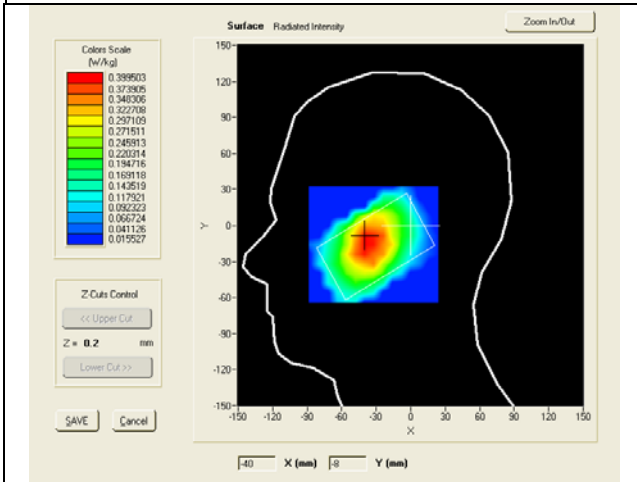 Surface Radiated Intensity
Zoom In/Out
Colors Scale
(W/kg)
0.399503
0.373905
0.348306
0.322708
0.297109
0.271511
0.245913
0.220314
0.194716
0.169118
0.143519
0.117921
0.092323
0.066724
0.041126
0.015527
150
120
90
60
30
0
-30
-60
-90
-120
-150
Y
-150 -120 -90 -60 -30 0 30 60 90 120 150
X
Z-Cuts Control
<< Upper Cut
Z = 0.2 mm
Lower Cut >>
SAVE Cancel
-40 X (mm) -8 Y (mm)